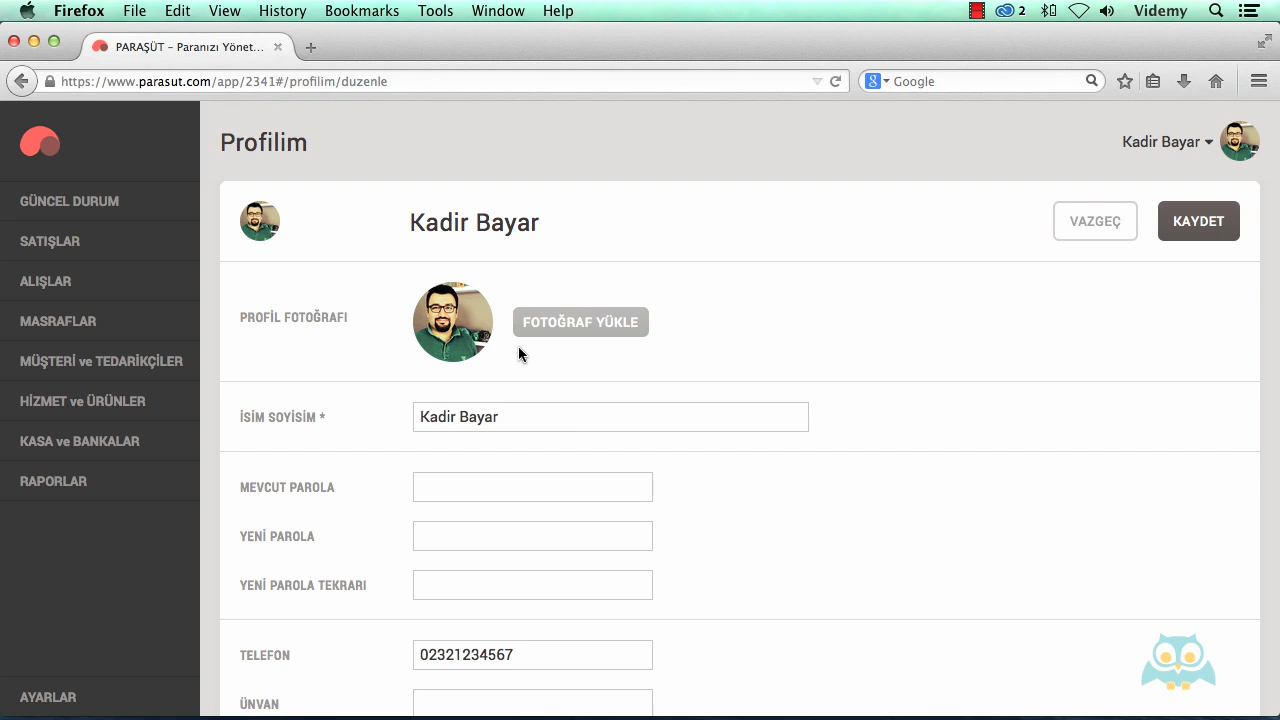 Firefox File Edit View History Bookmarks Tools Window Help 2 Videmy
PARAŞÜT - Paranızı Yönet...
https://www.parasut.com/app/2341#/profilim/duzenle
Google
Profilim
Kadir Bayar
GÜNCEL DURUM
SATIŞLAR
ALIŞLAR
MASRAFLAR
MÜŞTERİ ve TEDARİKÇİLER
HİZMET ve ÜRÜNLER
KASA ve BANKALAR
RAPORLAR
AYARLAR
Kadir Bayar
VAZGEÇ
KAYDET
PROFİL FOTOĞRAFI
FOTOĞRAF YÜKLE
İSİM SOYİSİM *
Kadir Bayar
MEVCUT PAROLA
YENİ PAROLA
YENİ PAROLA TEKRARI
TELEFON
02321234567
ÜNVAN